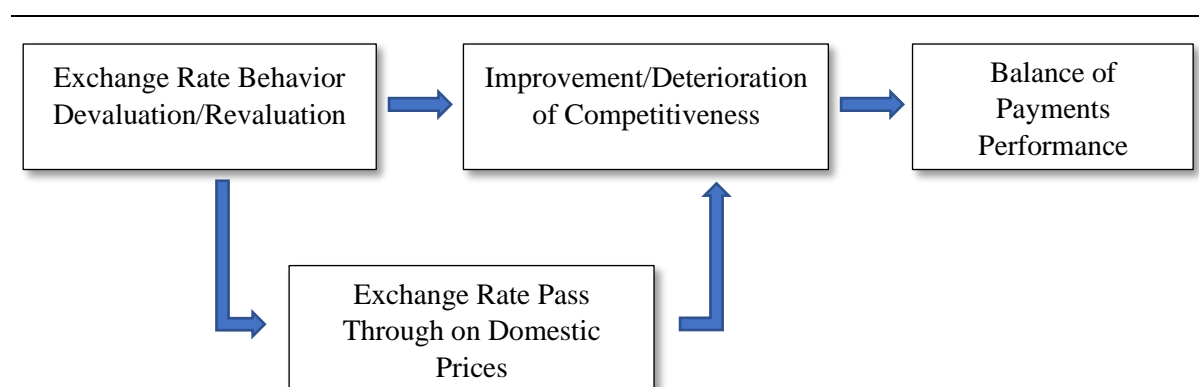 Exchange Rate Behavior
Devaluation/Revaluation
Improvement/Deterioration
of Competitiveness
Balance of
Payments
Performance
Exchange Rate Pass
Through on Domestic
Prices